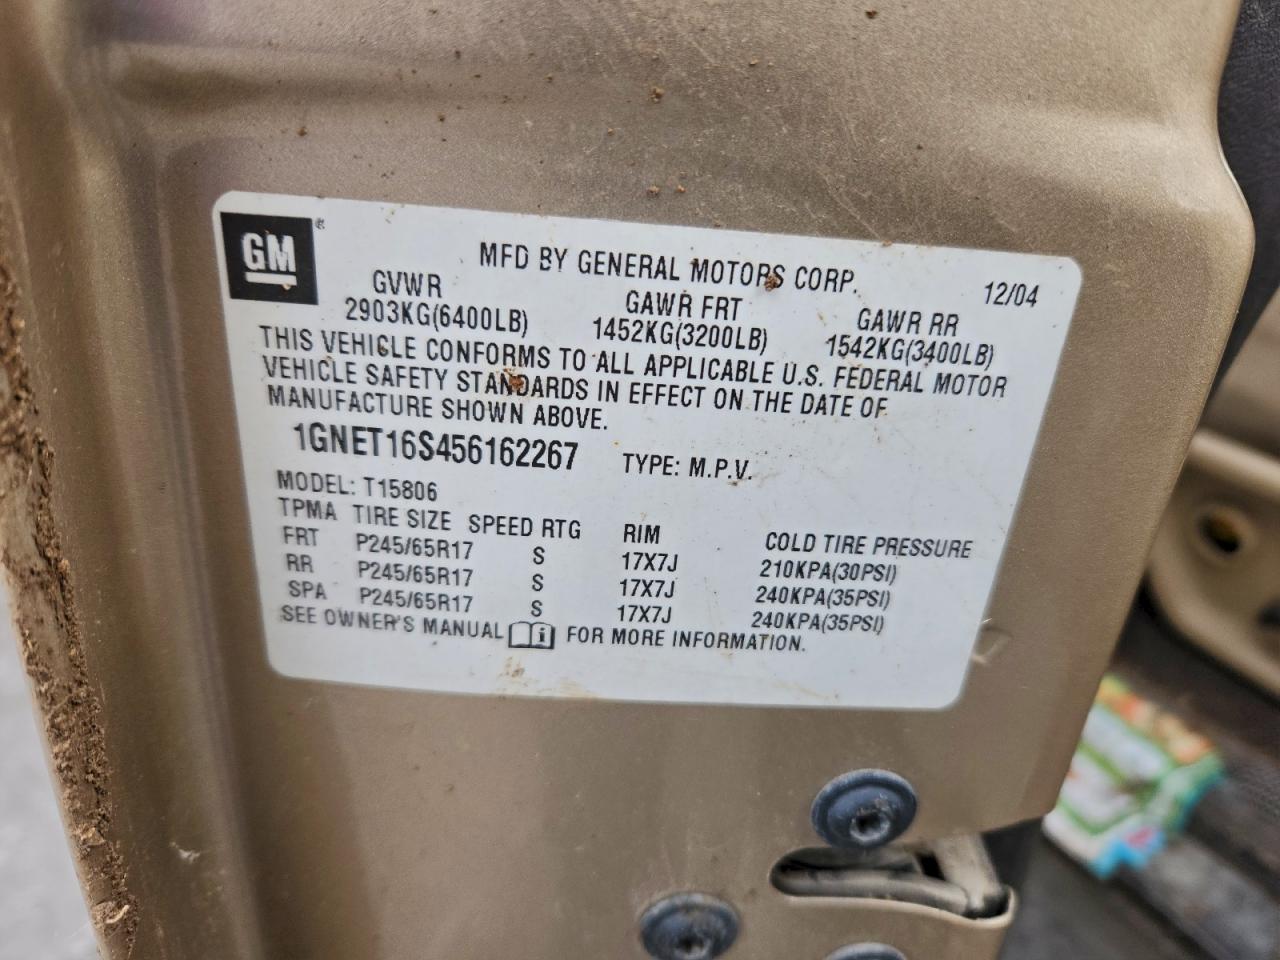 GM
MFD BY GENERAL MOTORS CORP. 12/04
GVWR GAWR FRT GAWR RR
2903KG(6400LB) 1452KG(3200LB) 1542KG(3400LB)
THIS VEHICLE CONFORMS TO ALL APPLICABLE U.S. FEDERAL MOTOR
VEHICLE SAFETY STANDARDS IN EFFECT ON THE DATE OF
MANUFACTURE SHOWN ABOVE.
1GNET16S456162267 TYPE: M.P.V.
MODEL: T15806
TPMA TIRE SIZE SPEED RTG RIM COLD TIRE PRESSURE
FRT P245/65R17 S 17X7J 210KPA(30PSI)
RR P245/65R17 S 17X7J 240KPA(35PSI)
SPA P245/65R17 S 17X7J 240KPA(35PSI)
SEE OWNER'S MANUAL i FOR MORE INFORMATION.